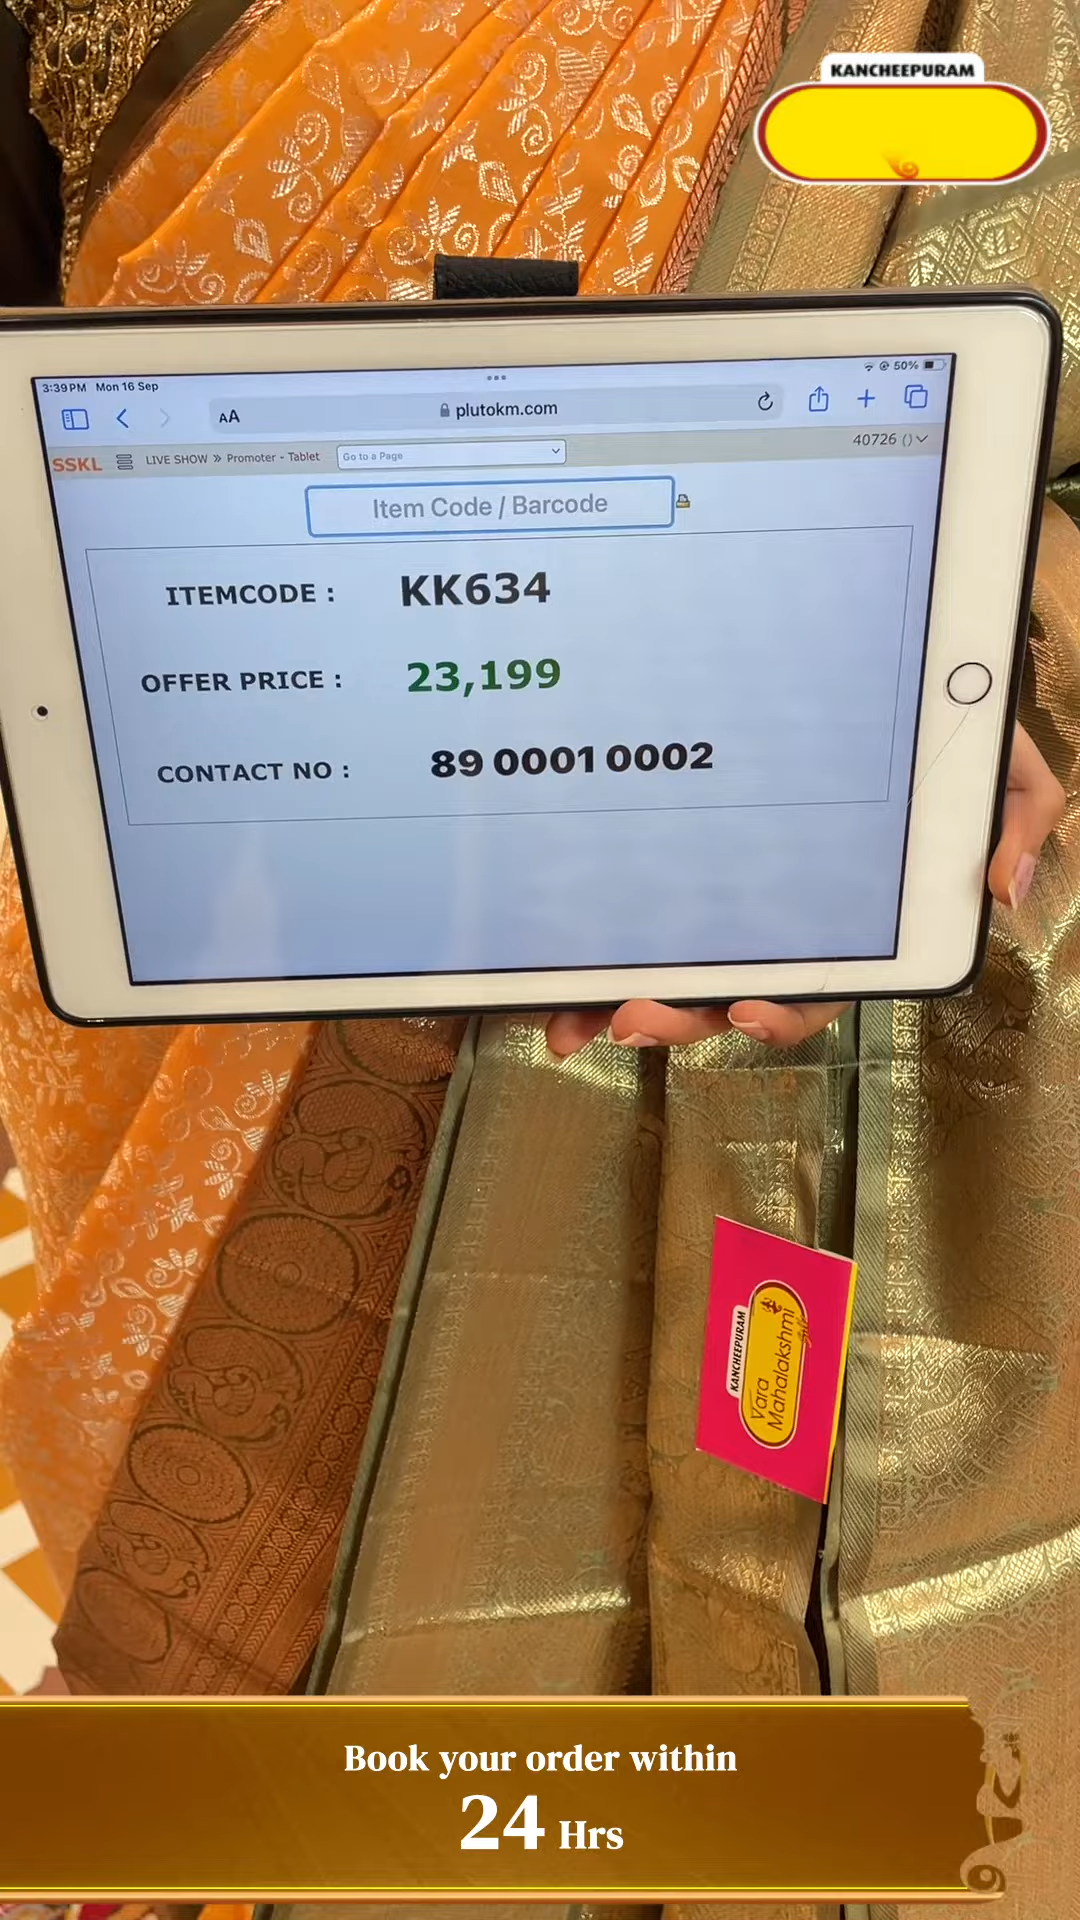 KANCHEEPURAM
3:39 PM Mon 16 Sep
50%
AA
plutokm.com
SSKL
LIVE SHOW » Promoter - Tablet
Go to a Page
40726 ()
Item Code / Barcode
ITEMCODE : KK634
OFFER PRICE : 23,199
CONTACT NO : 89 0001 0002
KANCHEEPURAM
Vara
Mahalakshmi
Book your order within
24 Hrs